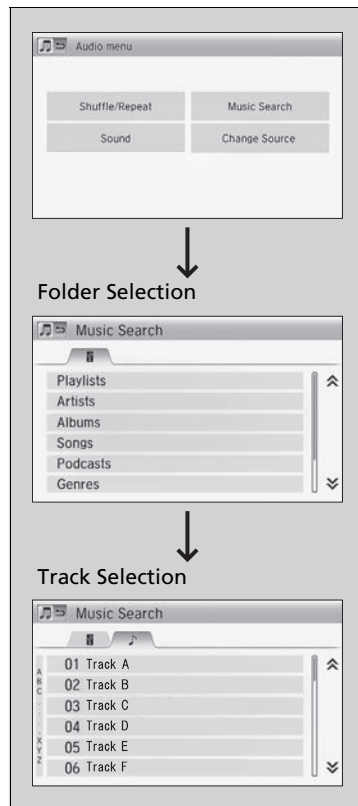 Audio menu
Shuffle/Repeat Music Search
Sound Change Source
Folder Selection
Music Search
Playlists
Artists
Albums
Songs
Podcasts
Genres
Track Selection
Music Search
A
B
C
01 Track A
02 Track B
03 Track C
04 Track D
05 Track E
06 Track F
X
Y
Z